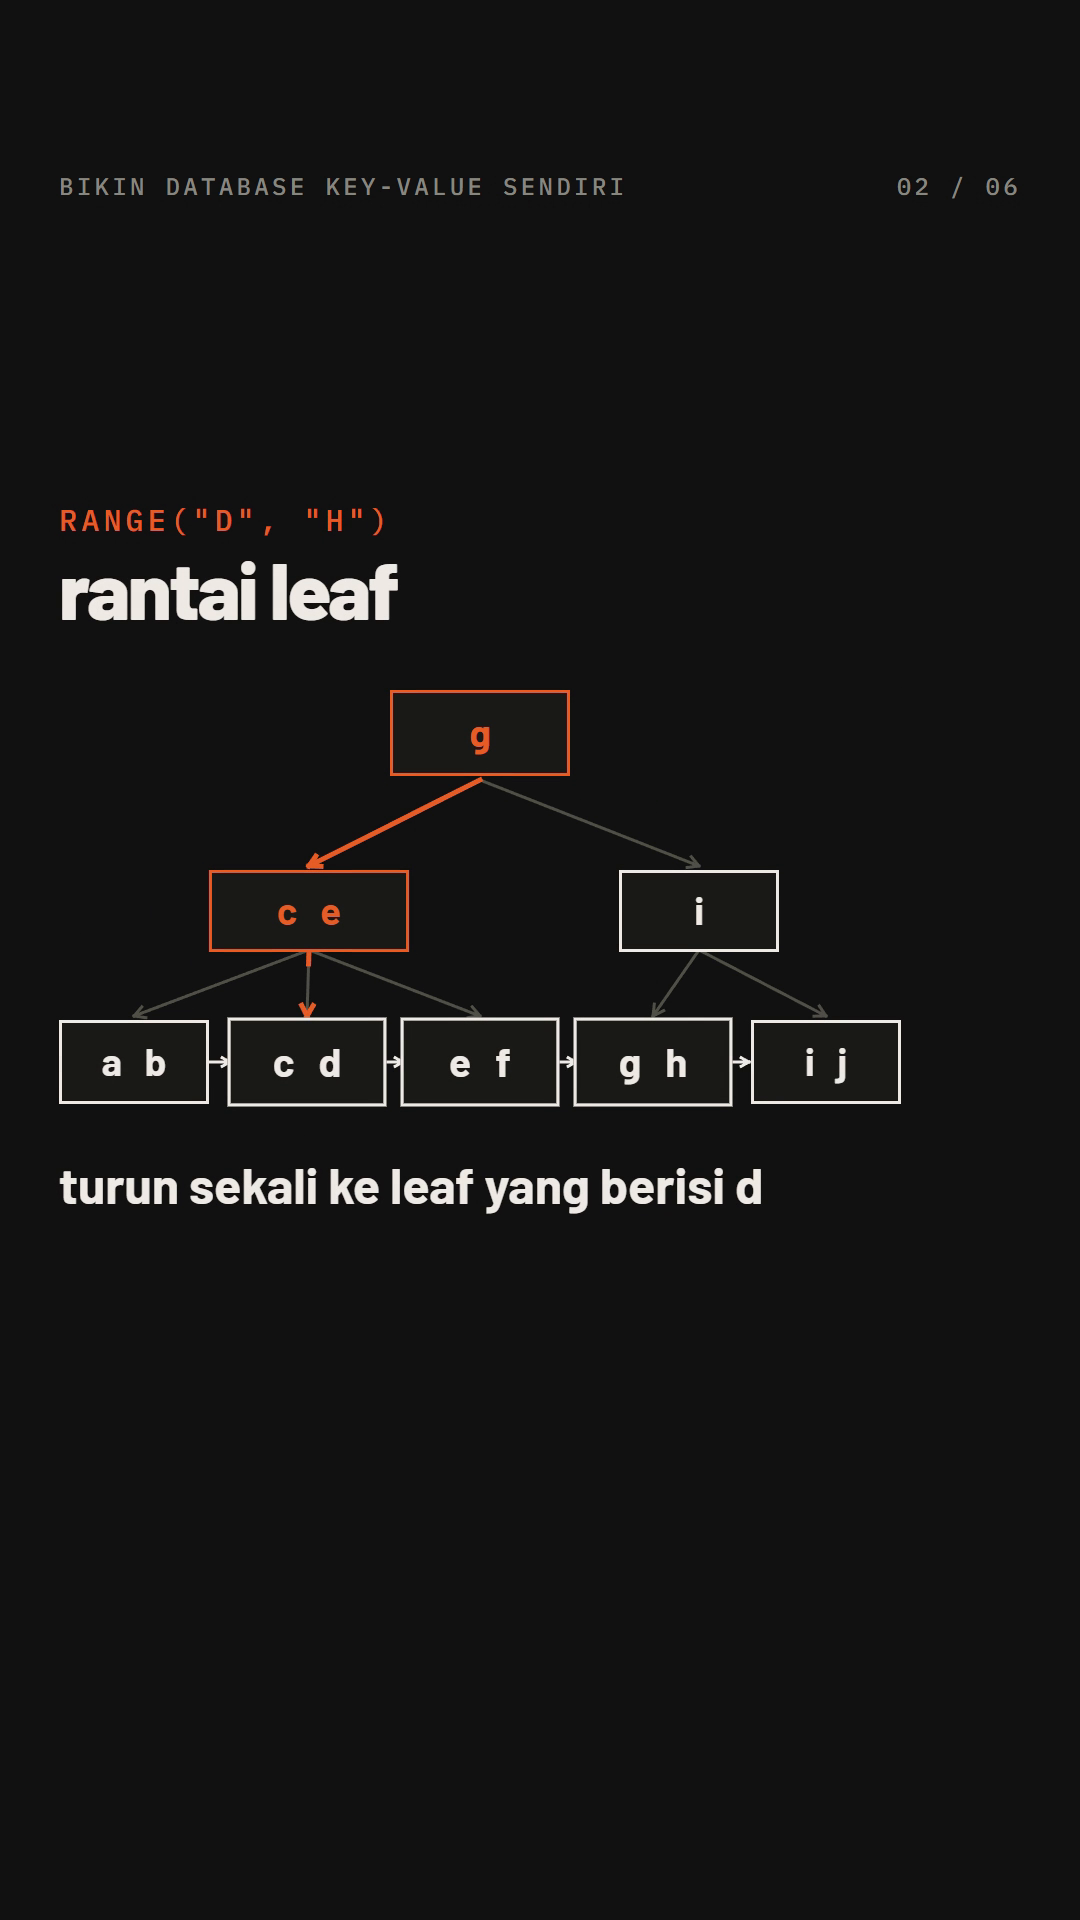 BIKIN DATABASE KEY-VALUE SENDIRI
02 / 06
RANGE("D", "H")
rantai leaf
g
c e
i
a b
c d
e f
g h
i j
turun sekali ke leaf yang berisi d